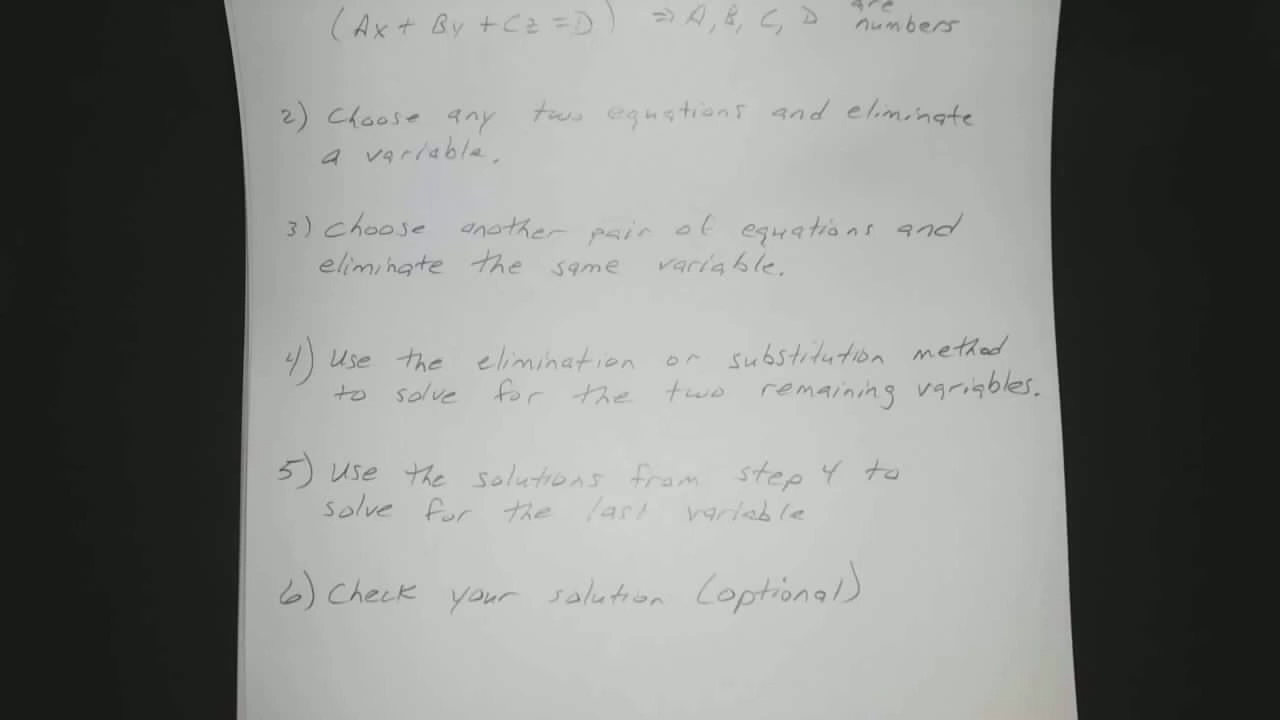 are
(Ax + By + Cz = D) ⇒ A, B, C, D numbers
2) Choose any two equations and eliminate
a variable.
3) Choose another pair of equations and
eliminate the same variable.
4) Use the elimination or substitution method
to solve for the two remaining variables.
5) Use the solutions from step 4 to
solve for the last variable
6) Check your solution (optional)